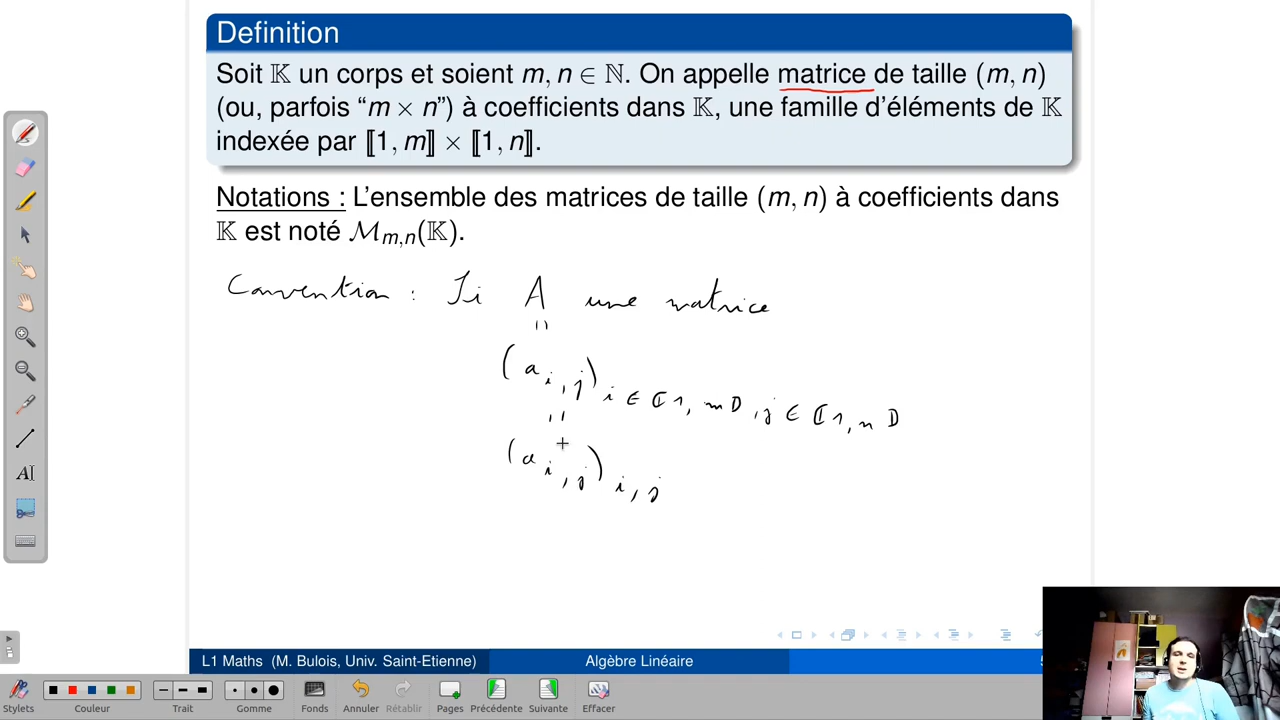 Definition
Soit 𝕂 un corps et soient m, n ∈ ℕ. On appelle matrice de taille (m, n)
(ou, parfois “m × n”) à coefficients dans 𝕂, une famille d’éléments de 𝕂
indexée par ⟦1, m⟧ × ⟦1, n⟧.
Notations : L’ensemble des matrices de taille (m, n) à coefficients dans
𝕂 est noté ℳm,n(𝕂).
Convention : Si A une matrice
"
(a i,j) i ∈ ⟦1, m⟧, j ∈ ⟦1, n⟧
"
(a i,j) i,j
L1 Maths (M. Bulois, Univ. Saint-Etienne) Algèbre Linéaire
Stylets Couleur Trait Gomme Fonds Annuler Rétablir Pages Précédente Suivante Effacer